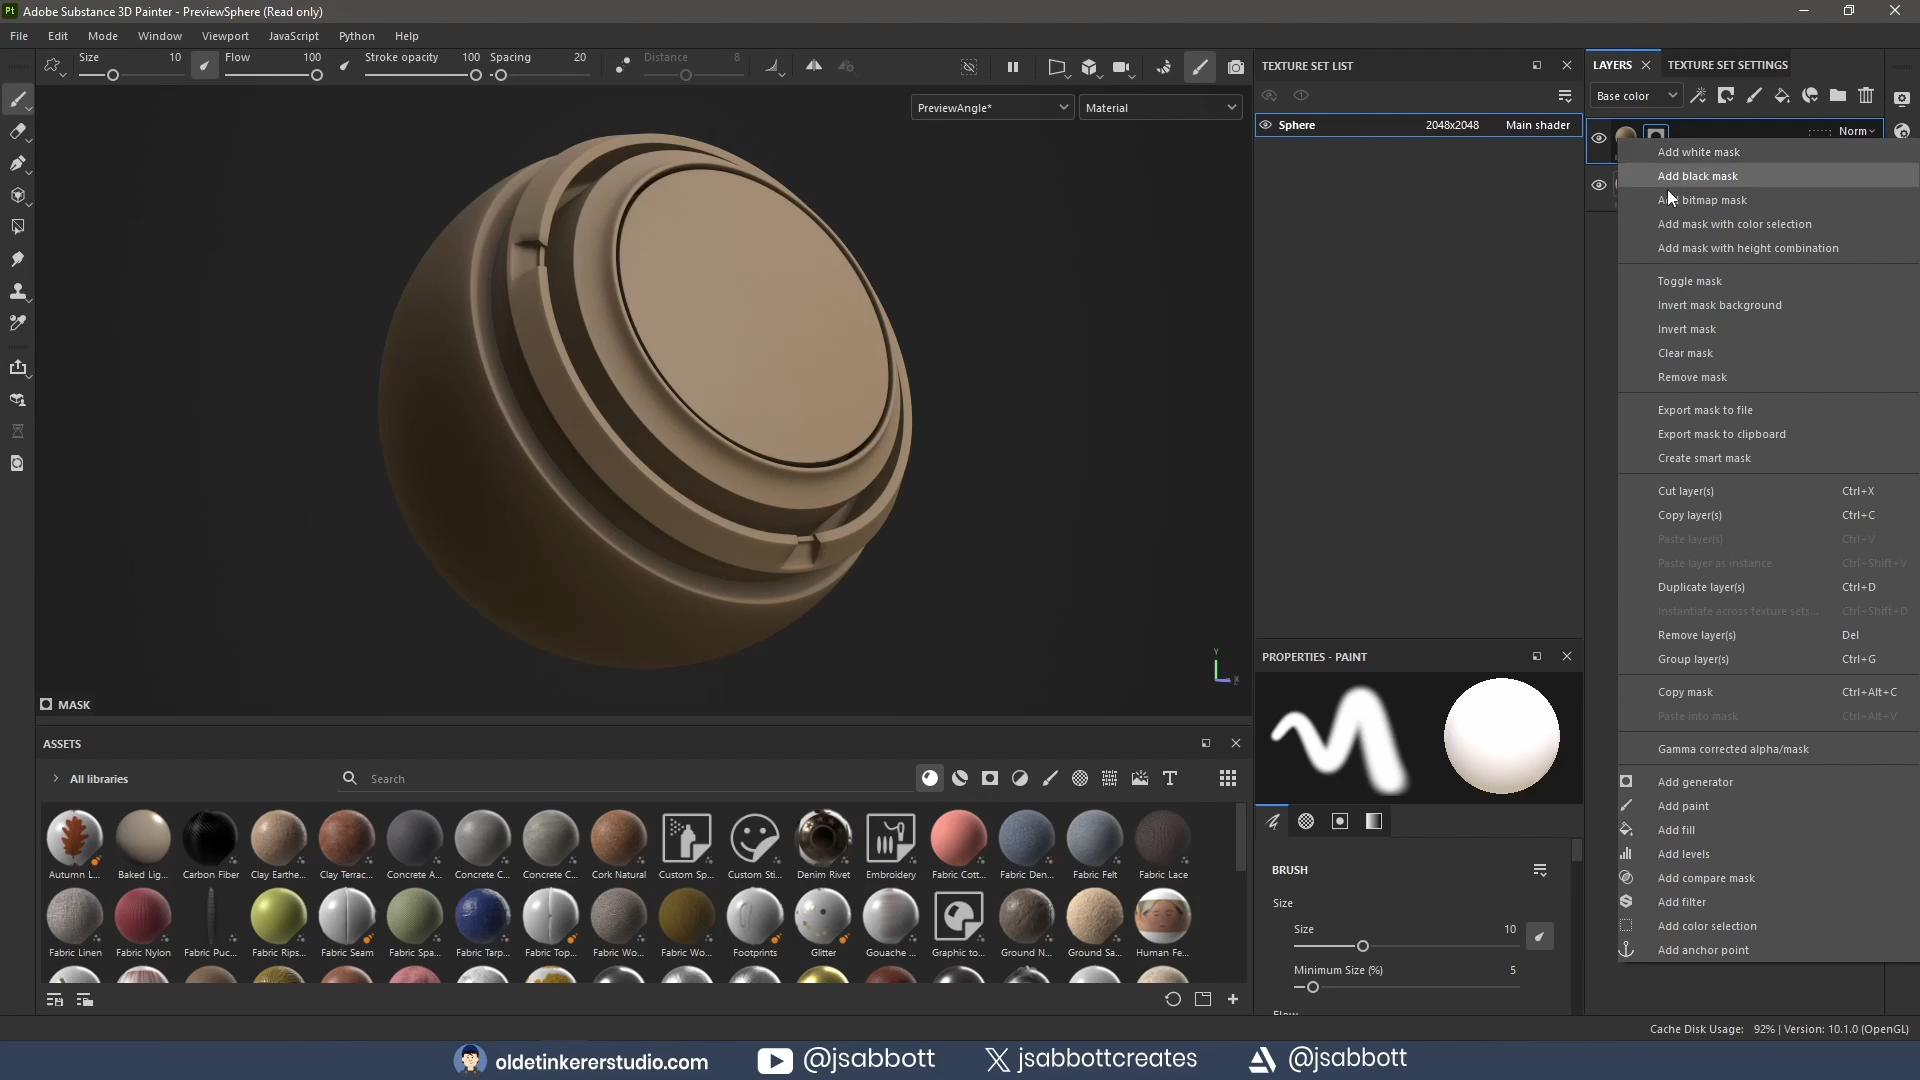 Pt Adobe Substance 3D Painter - PreviewSphere (Read only)
File Edit Mode Window Viewport JavaScript Python Help
Size 10 Flow 100 Stroke opacity 100 Spacing 20 Distance 8
PreviewAngle* Material
MASK
TEXTURE SET LIST
Sphere 2048x2048 Main shader
LAYERS TEXTURE SET SETTINGS
Base color
Norm
Add white mask
Add black mask
Add bitmap mask
Add mask with color selection
Add mask with height combination
Toggle mask
Invert mask background
Invert mask
Clear mask
Remove mask
Export mask to file
Export mask to clipboard
Create smart mask
Cut layer(s) Ctrl+X
Copy layer(s) Ctrl+C
Paste layer(s) Ctrl+V
Paste layer as instance Ctrl+Shift+V
Duplicate layer(s) Ctrl+D
Instantiate across texture sets... Ctrl+Shift+D
Remove layer(s) Del
Group layer(s) Ctrl+G
Copy mask Ctrl+Alt+C
Paste into mask Ctrl+Alt+V
Gamma corrected alpha/mask
Add generator
Add paint
Add fill
Add levels
Add compare mask
Add filter
Add color selection
Add anchor point
PROPERTIES - PAINT
BRUSH
Size
Size 10
Minimum Size (%) 5
Flow
ASSETS
All libraries Search
Autumn L... Baked Lig... Carbon Fiber Clay Earthe... Clay Terrac... Concrete A... Concrete C... Concrete C... Cork Natural Custom Sp... Custom Sti... Denim Rivet Embroidery Fabric Cott... Fabric Den... Fabric Felt Fabric Lace
Fabric Linen Fabric Nylon Fabric Puc... Fabric Rips... Fabric Seam Fabric Spa... Fabric Tarp... Fabric Top... Fabric Wo... Fabric Wo... Footprints Glitter Gouache ... Graphic to... Ground N... Ground Sa... Human Fe...
Cache Disk Usage: 92% | Version: 10.1.0 (OpenGL)
oldetinkererstudio.com @jsabbott jsabbottcreates @jsabbott